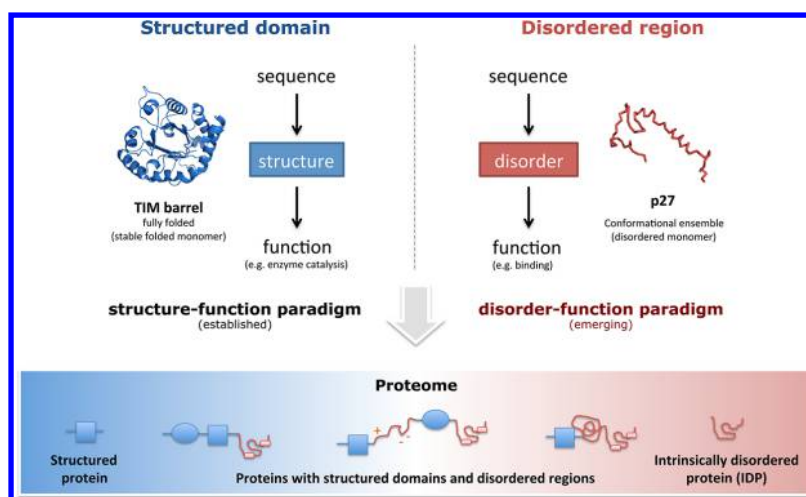 Structured domain
sequence
structure
function
(e.g. enzyme catalysis)
TIM barrel
fully folded
(stable folded monomer)
structure-function paradigm
(established)
Disordered region
sequence
disorder
function
(e.g. binding)
p27
Conformational ensemble
(disordered monomer)
disorder-function paradigm
(emerging)
Proteome
+
- -
Structured
protein
Proteins with structured domains and disordered regions
Intrinsically disordered
protein (IDP)